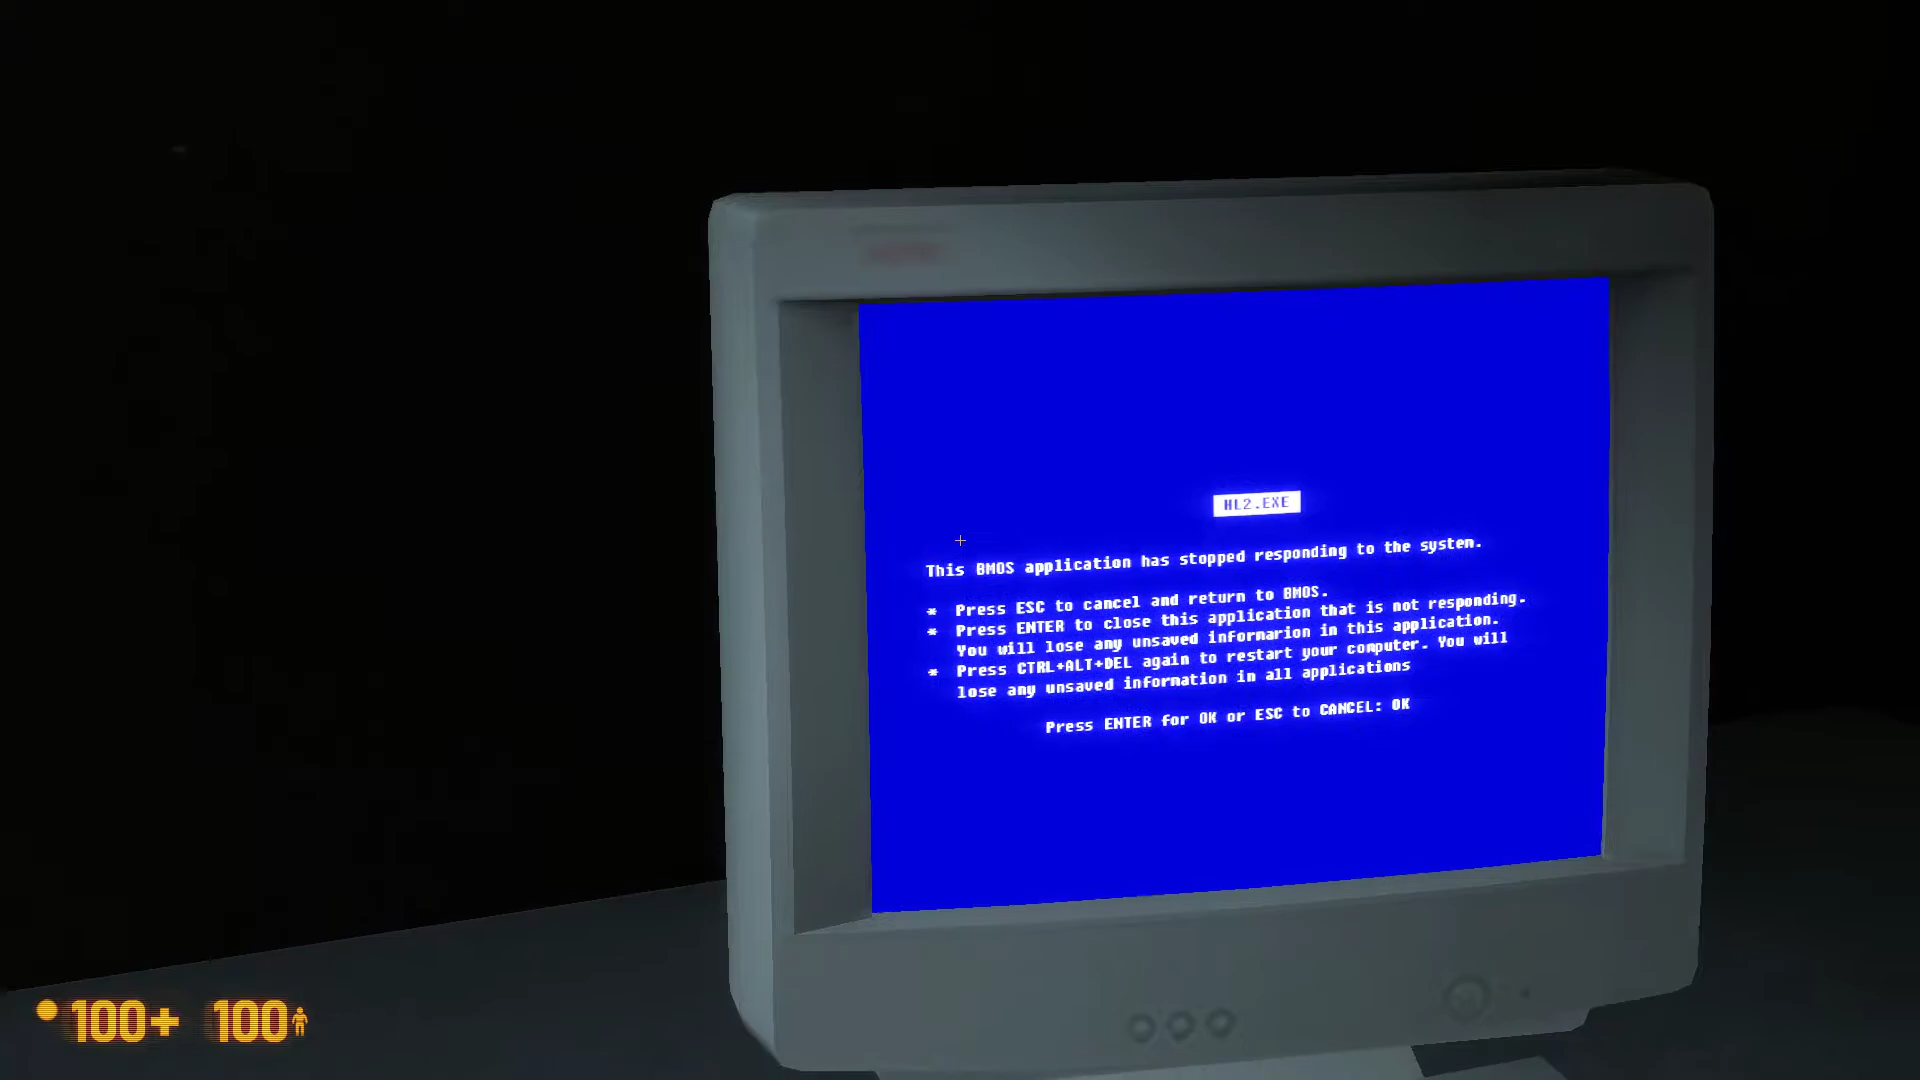 HL2.EXE
This BMOS application has stopped responding to the system.
* Press ESC to cancel and return to BMOS.
* Press ENTER to close this application that is not responding.
You will lose any unsaved informarion in this application.
* Press CTRL+ALT+DEL again to restart your computer. You will
lose any unsaved information in all applications
Press ENTER for OK or ESC to CANCEL: OK
100+ 100